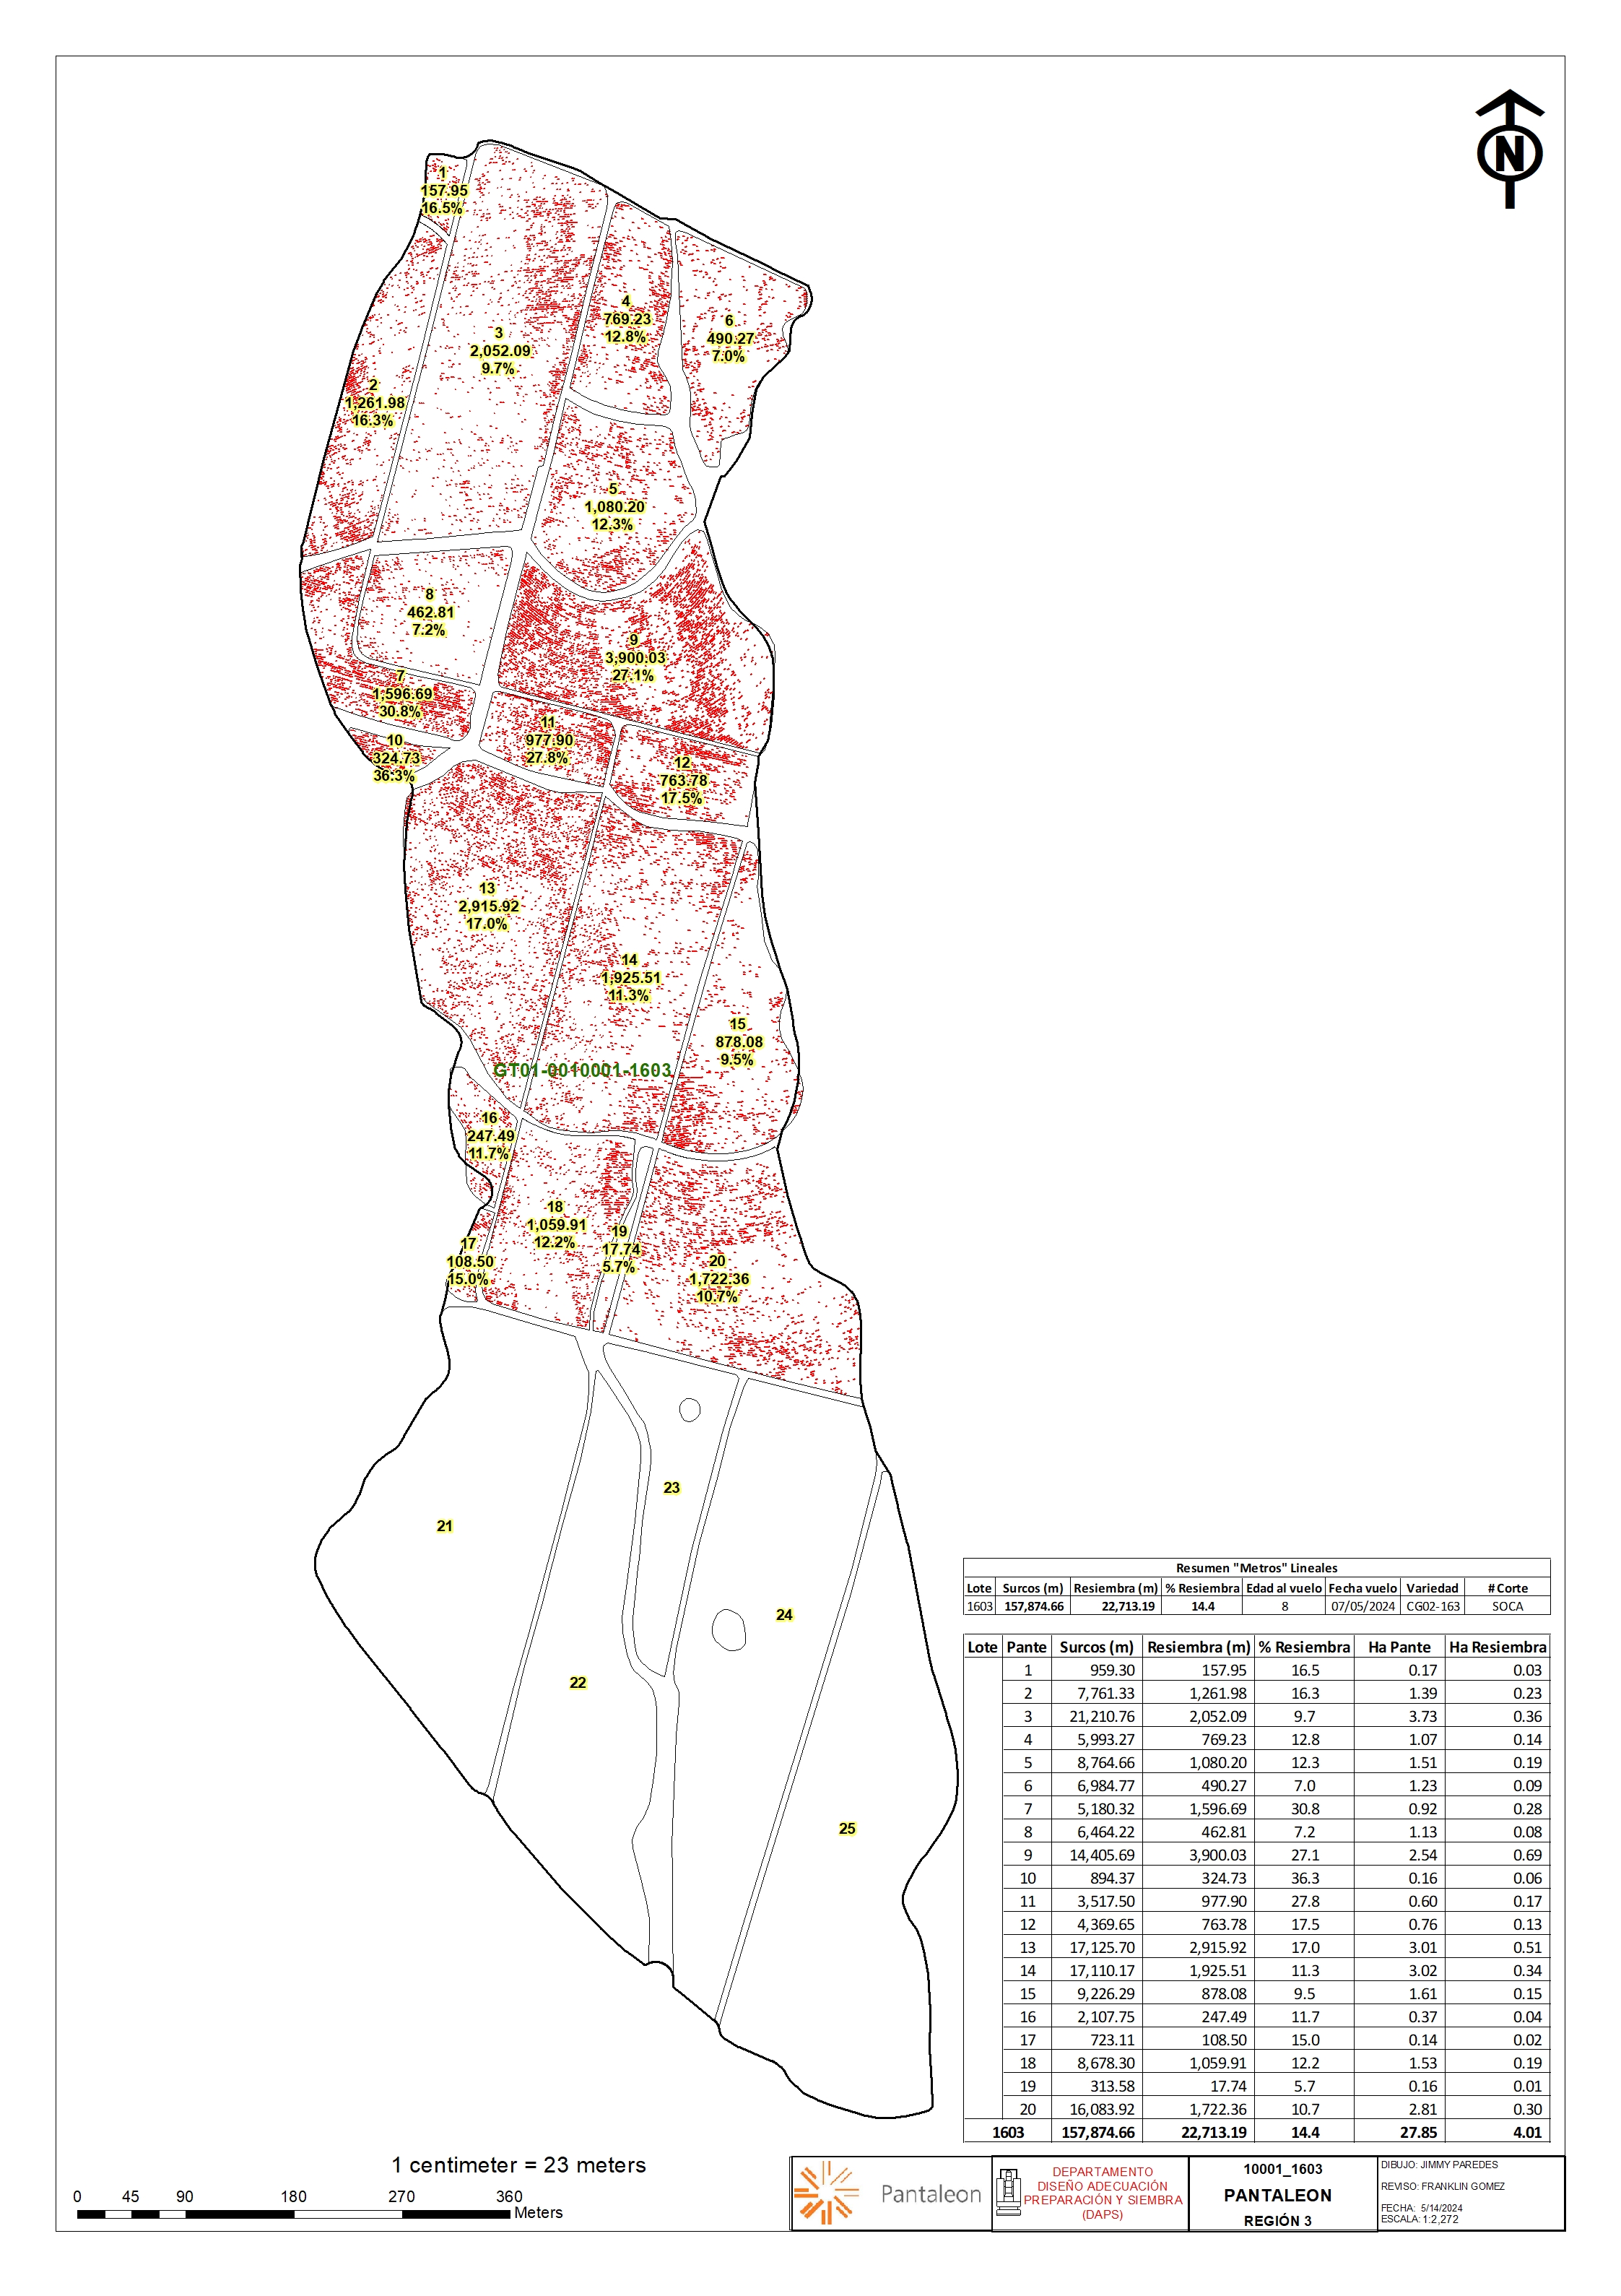 N
1
157.95
16.5%
2
1,261.98
16.3%
3
2,052.09
9.7%
4
769.23
12.8%
6
490.27
7.0%
5
1,080.20
12.3%
8
462.81
7.2%
9
3,900.03
27.1%
7
1,596.69
30.8%
10
324.73
36.3%
11
977.90
27.8%
12
763.78
17.5%
13
2,915.92
17.0%
14
1,925.51
11.3%
15
878.08
9.5%
GT01-0010001-1603
16
247.49
11.7%
17
108.50
15.0%
18
1,059.91
12.2%
19
17.74
5.7%
20
1,722.36
10.7%
21
22
23
24
25
Resumen "Metros" Lineales
Lote Surcos (m) Resiembra (m) % Resiembra Edad al vuelo Fecha vuelo Variedad # Corte
1603 157,874.66 22,713.19 14.4 8 07/05/2024 CG02-163 SOCA
Lote Pante Surcos (m) Resiembra (m) % Resiembra Ha Pante Ha Resiembra
1 959.30 157.95 16.5 0.17 0.03
2 7,761.33 1,261.98 16.3 1.39 0.23
3 21,210.76 2,052.09 9.7 3.73 0.36
4 5,993.27 769.23 12.8 1.07 0.14
5 8,764.66 1,080.20 12.3 1.51 0.19
6 6,984.77 490.27 7.0 1.23 0.09
7 5,180.32 1,596.69 30.8 0.92 0.28
8 6,464.22 462.81 7.2 1.13 0.08
9 14,405.69 3,900.03 27.1 2.54 0.69
10 894.37 324.73 36.3 0.16 0.06
11 3,517.50 977.90 27.8 0.60 0.17
12 4,369.65 763.78 17.5 0.76 0.13
13 17,125.70 2,915.92 17.0 3.01 0.51
14 17,110.17 1,925.51 11.3 3.02 0.34
15 9,226.29 878.08 9.5 1.61 0.15
16 2,107.75 247.49 11.7 0.37 0.04
17 723.11 108.50 15.0 0.14 0.02
18 8,678.30 1,059.91 12.2 1.53 0.19
19 313.58 17.74 5.7 0.16 0.01
20 16,083.92 1,722.36 10.7 2.81 0.30
1603 157,874.66 22,713.19 14.4 27.85 4.01
1 centimeter = 23 meters
0 45 90 180 270 360
Meters
Pantaleon
DEPARTAMENTO
DISEÑO ADECUACIÓN
PREPARACIÓN Y SIEMBRA
(DAPS)
10001_1603
PANTALEON
REGIÓN 3
DIBUJO: JIMMY PAREDES
REVISO: FRANKLIN GOMEZ
FECHA: 5/14/2024
ESCALA: 1:2,272